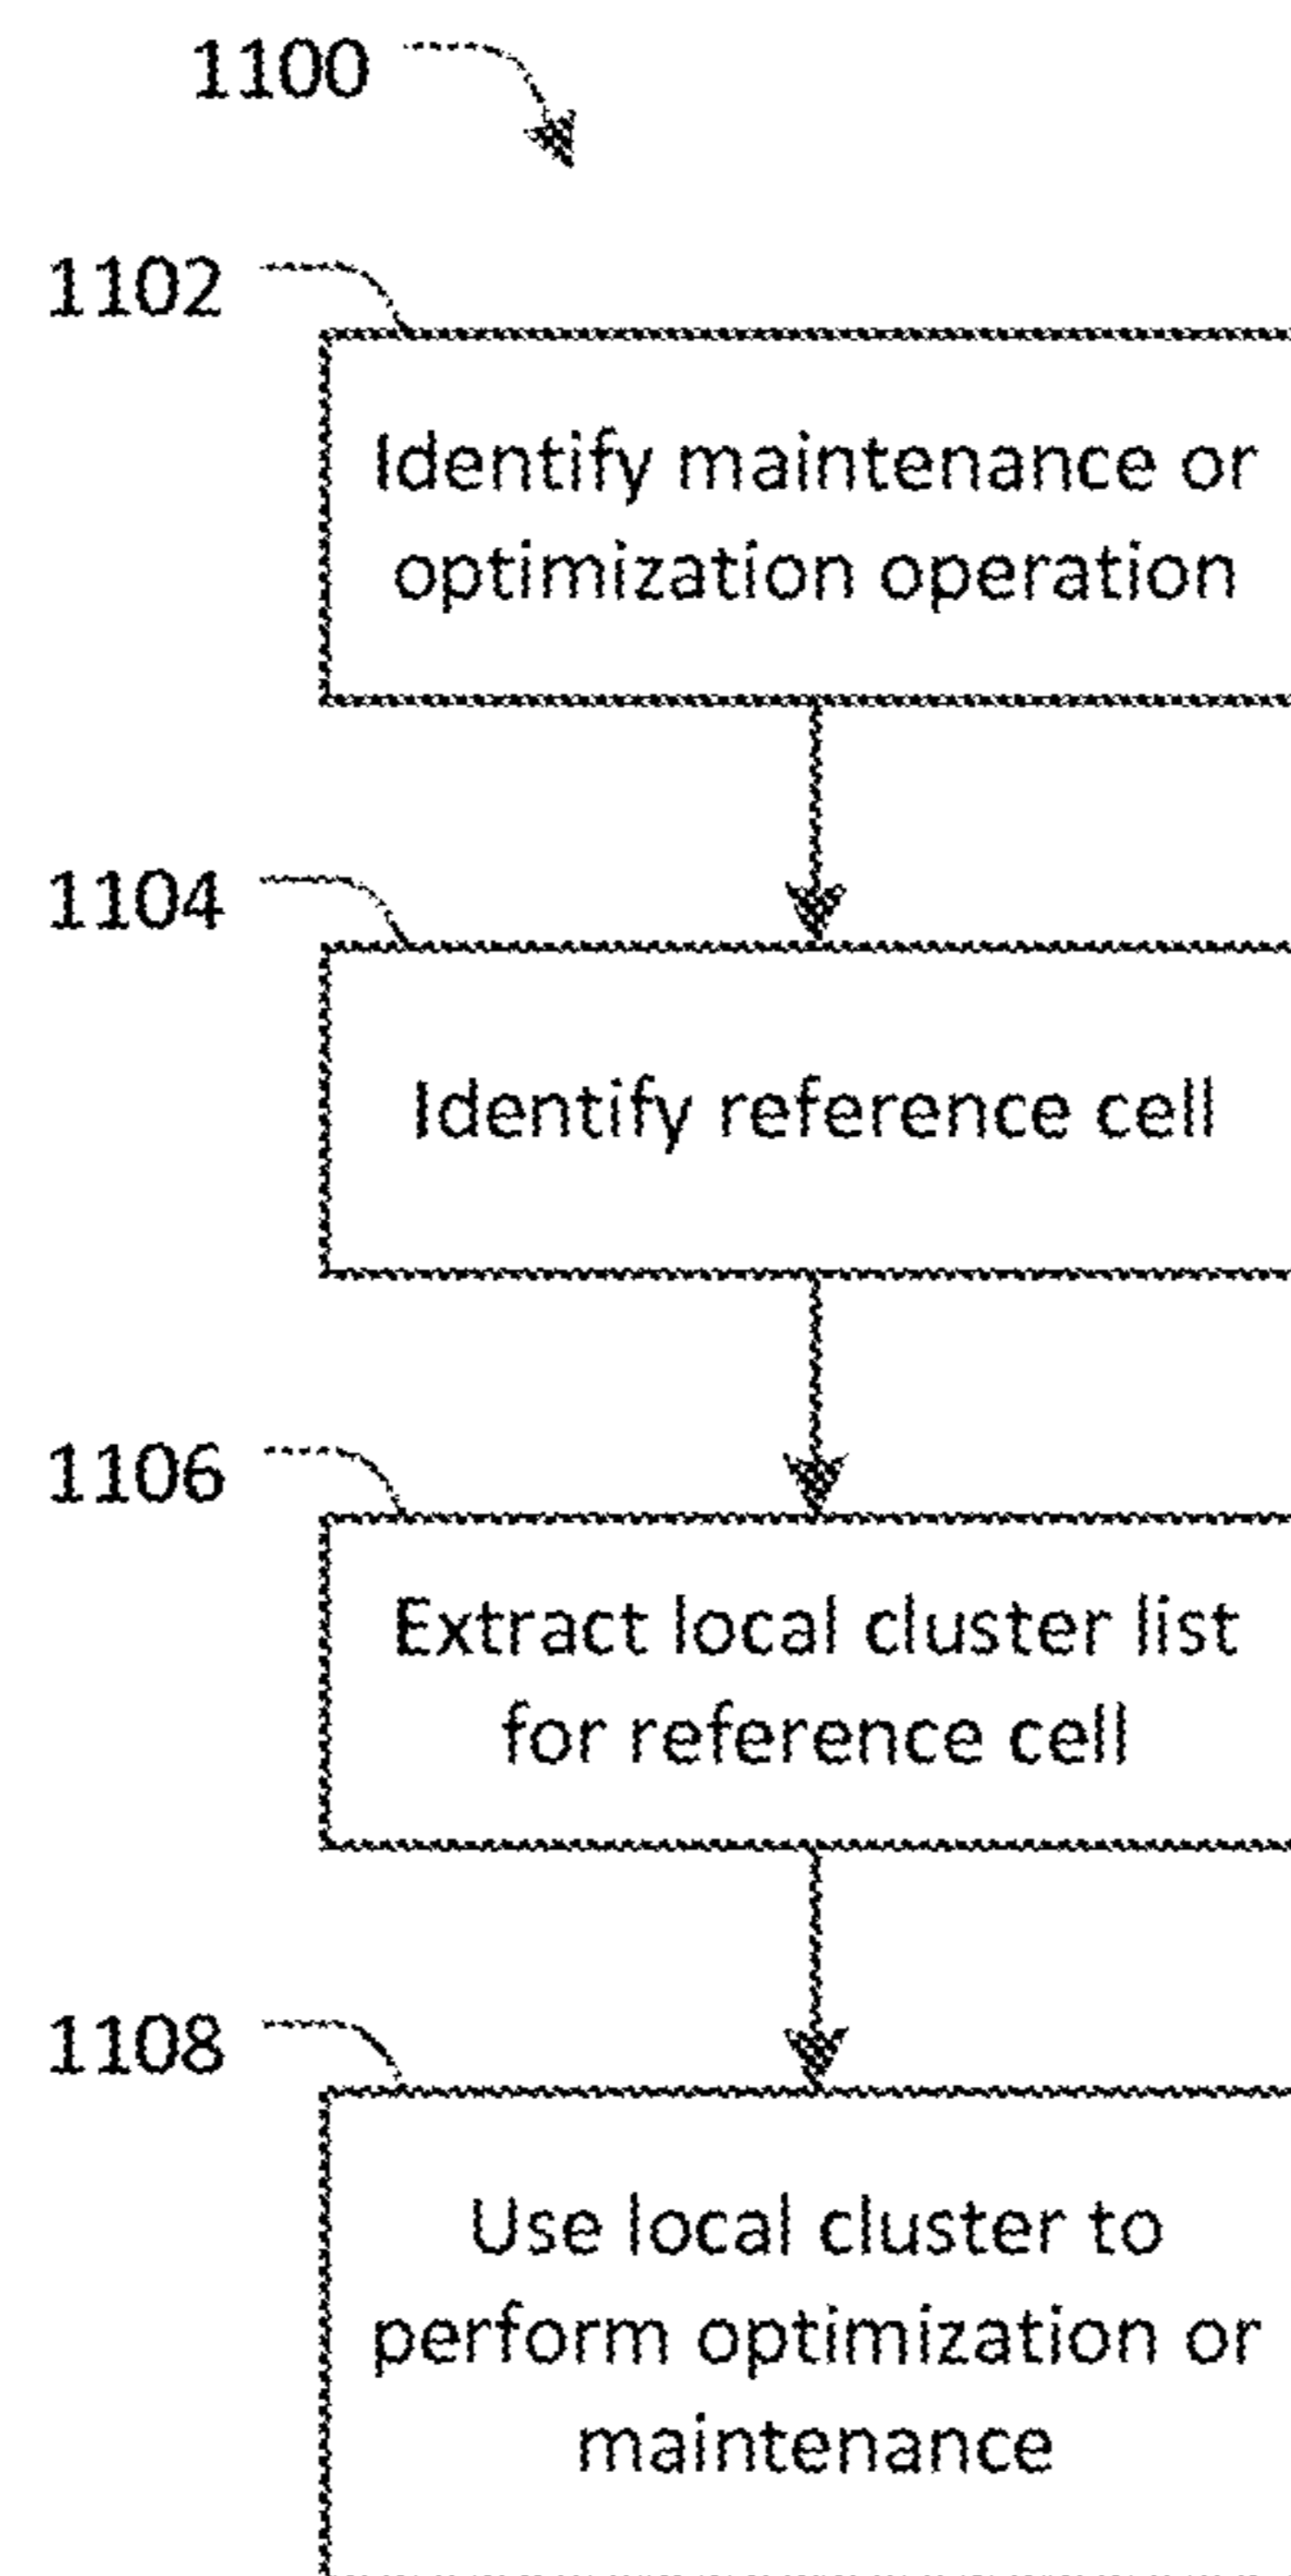 1100
1102
Identify maintenance or
optimization operation
1104
Identify reference cell
1106
Extract local cluster list
for reference cell
1108
Use local cluster to
perform optimization or
maintenance